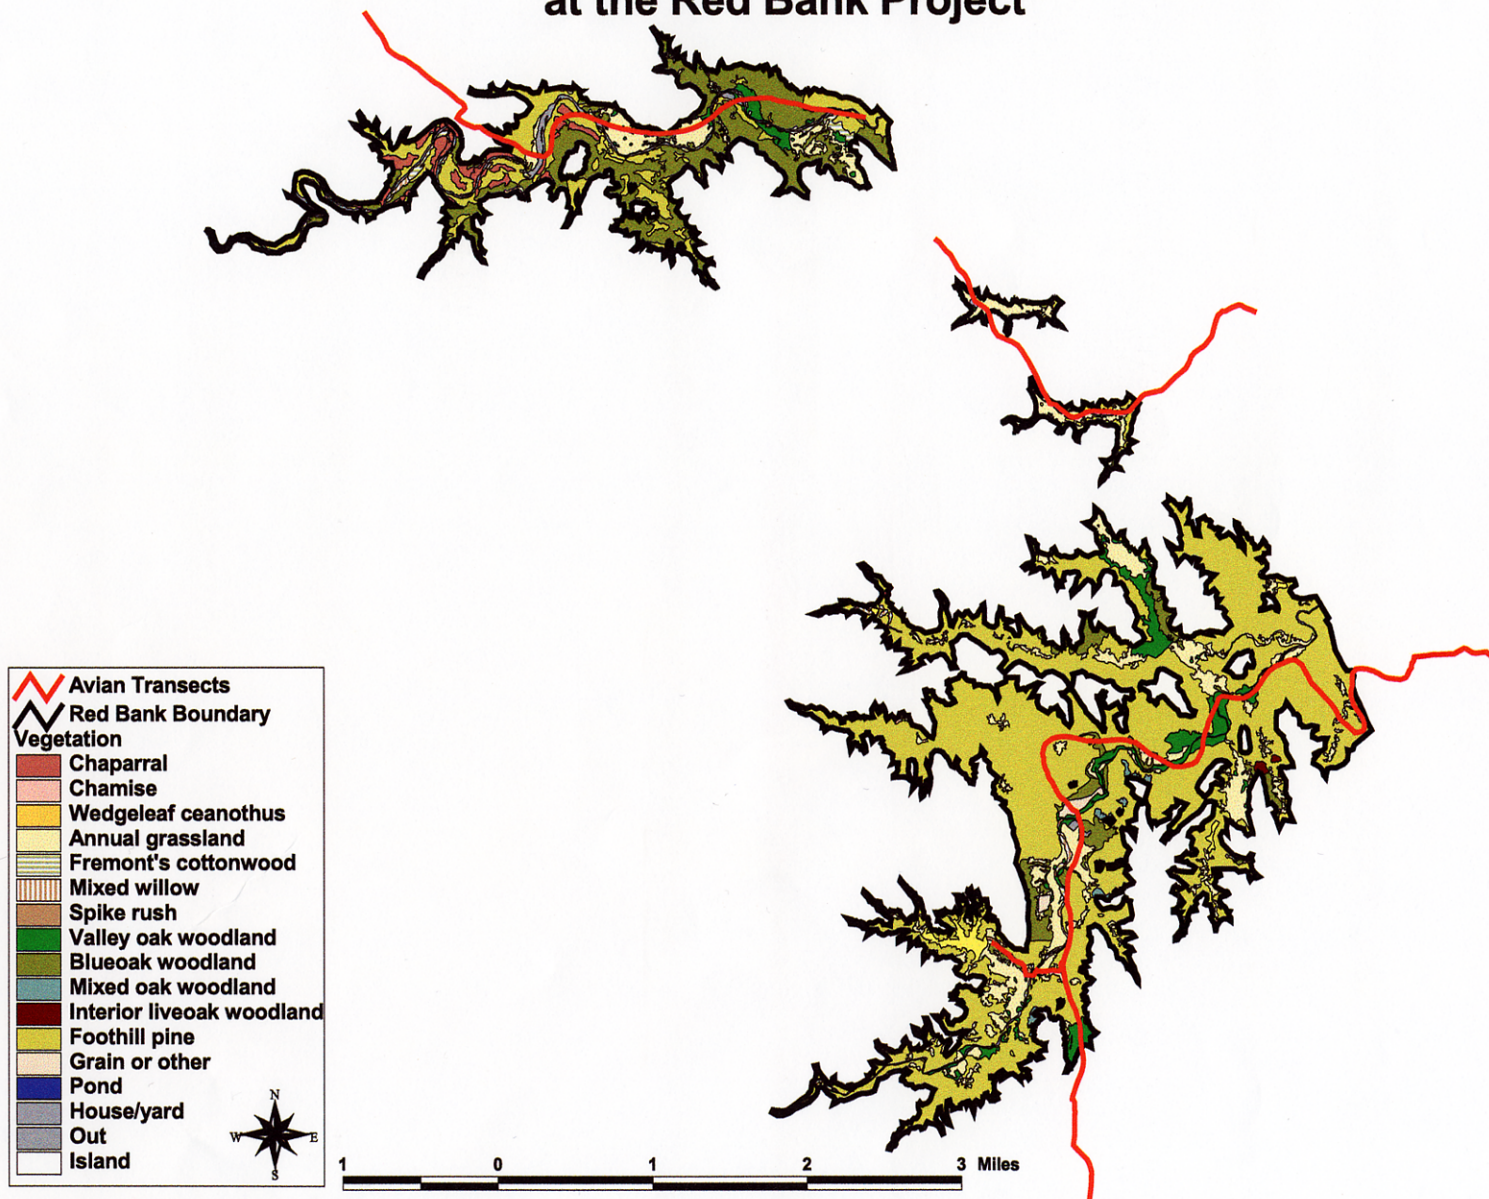 at the Red Bank Project
Avian Transects
Red Bank Boundary
Vegetation
Chaparral
Chamise
Wedgeleaf ceanothus
Annual grassland
Fremont's cottonwood
Mixed willow
Spike rush
Valley oak woodland
Blueoak woodland
Mixed oak woodland
Interior liveoak woodland
Foothill pine
Grain or other
Pond
House/yard
Out
Island
N
W E
S
1 0 1 2 3 Miles